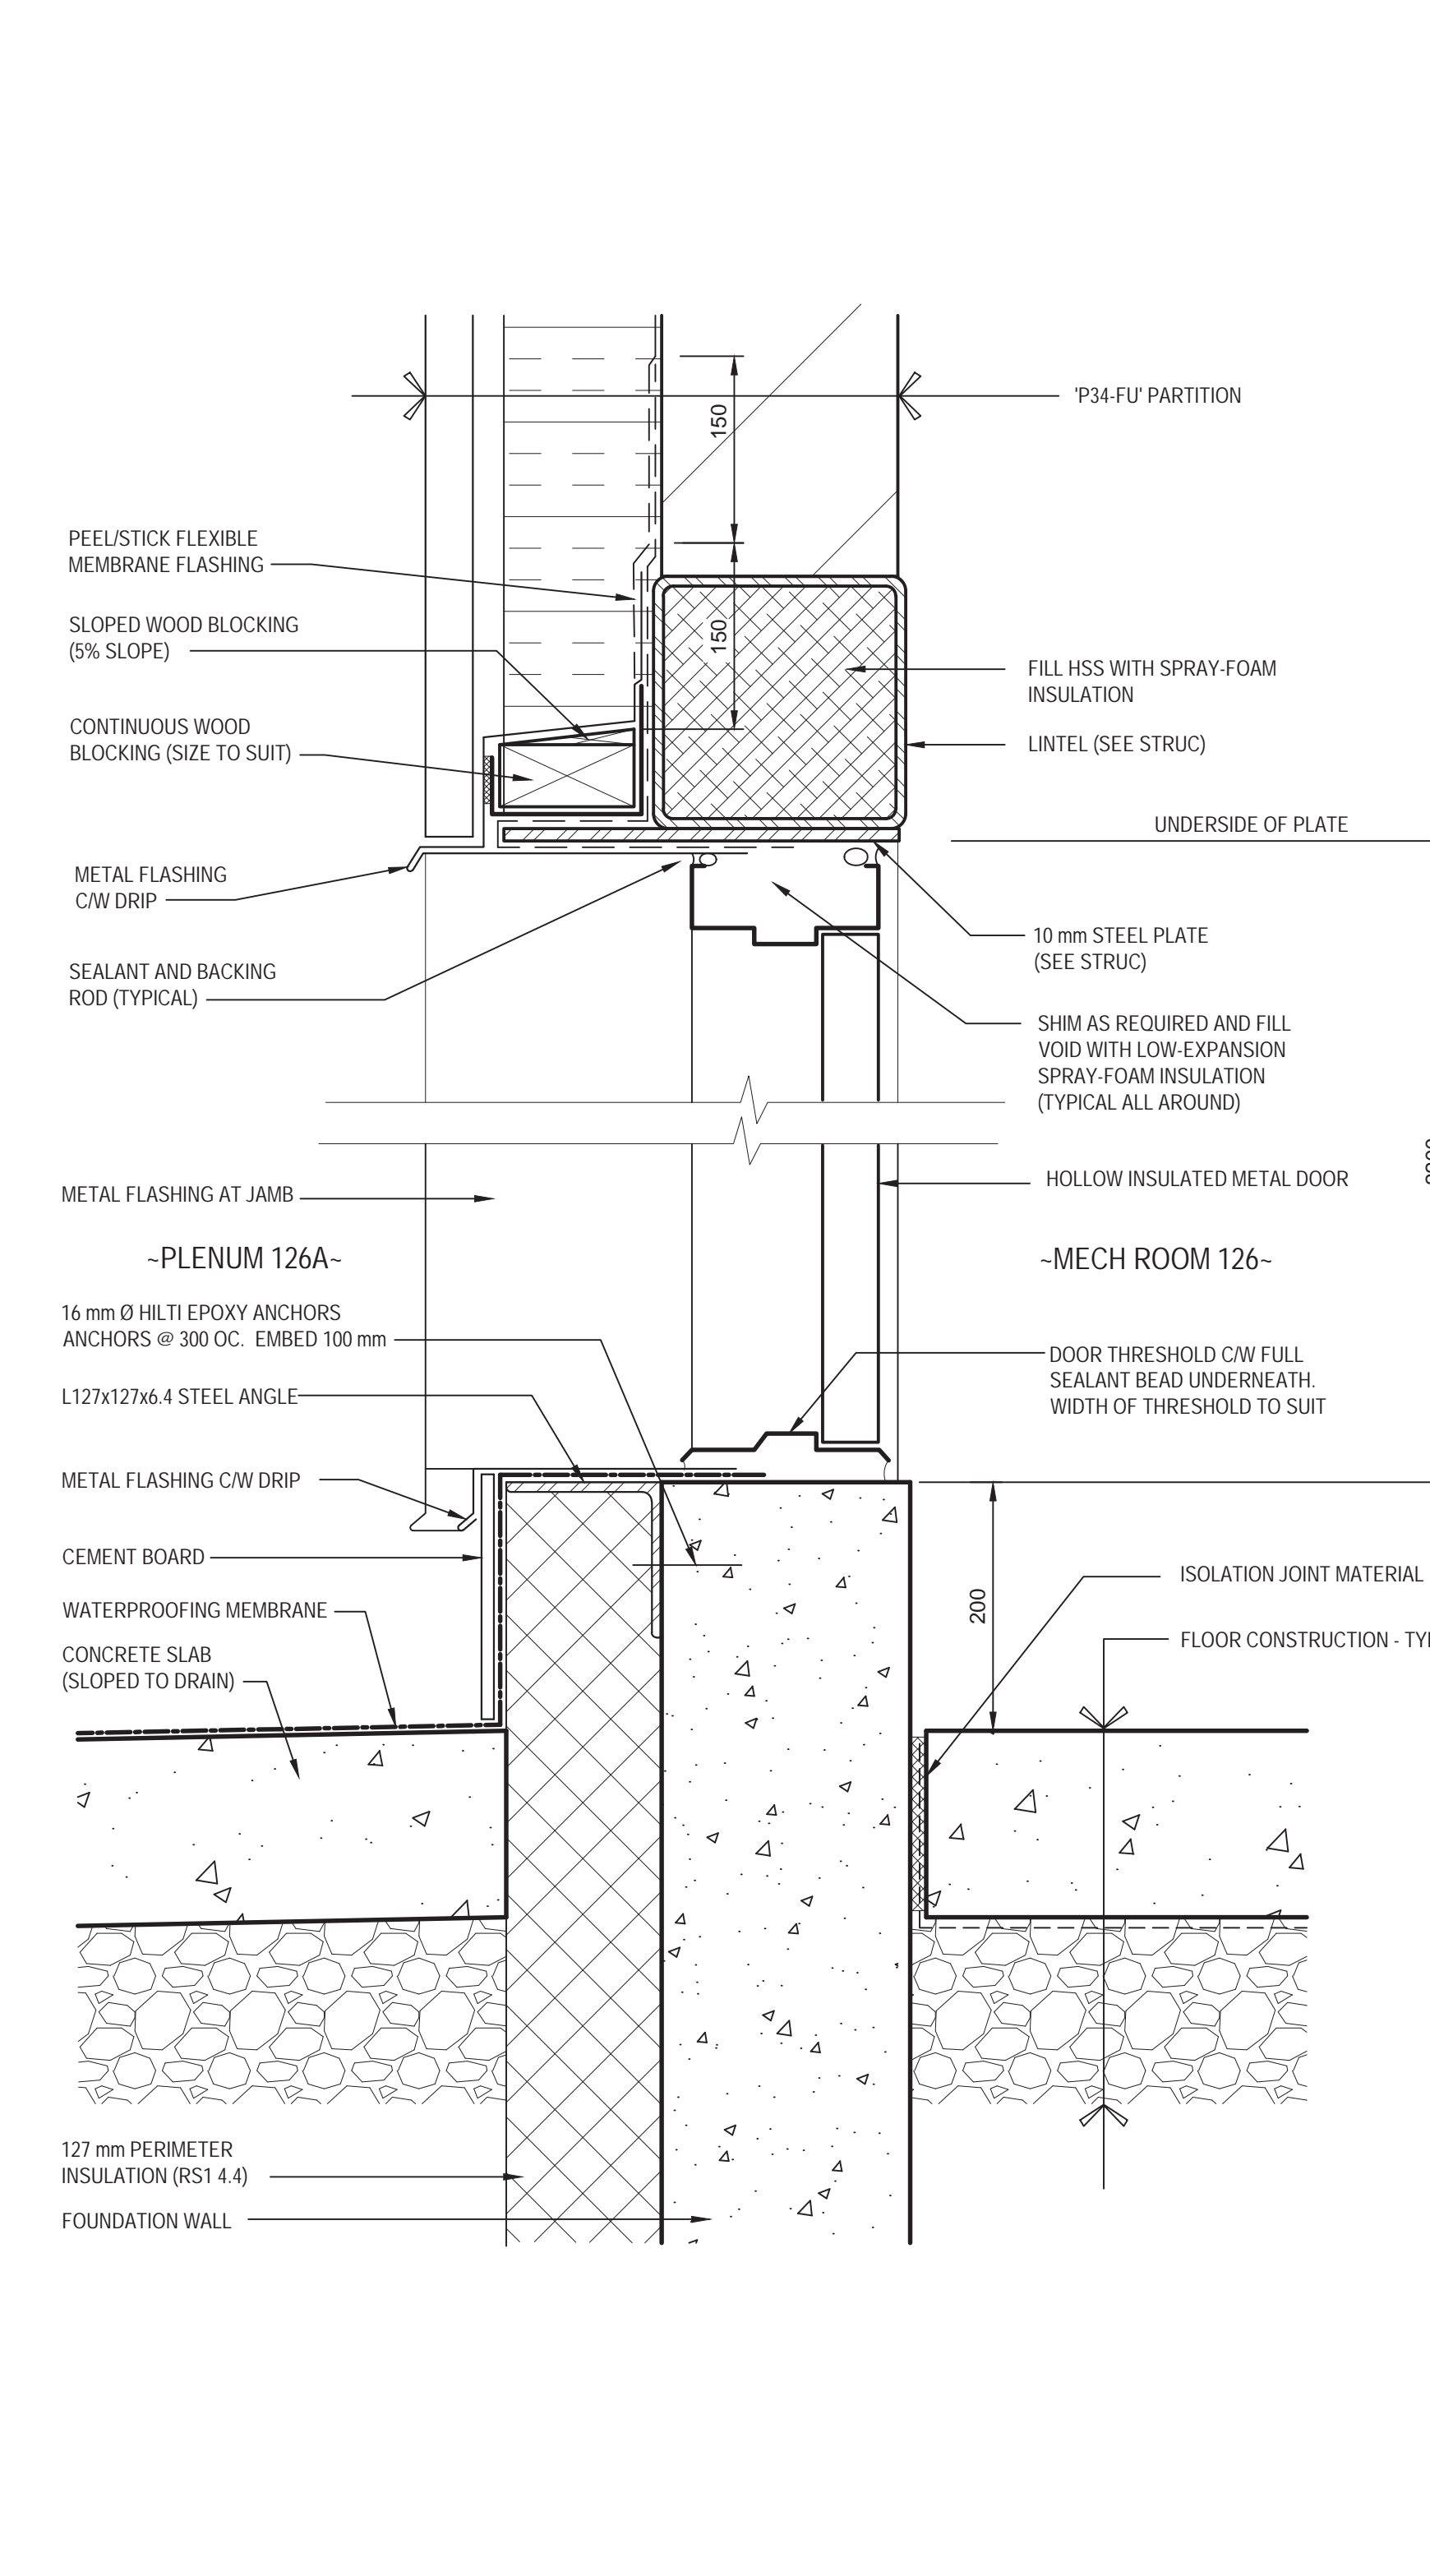 'P34-FU' PARTITION
150
PEEL/STICK FLEXIBLE
MEMBRANE FLASHING
SLOPED WOOD BLOCKING
(5% SLOPE)
150
FILL HSS WITH SPRAY-FOAM
INSULATION
CONTINUOUS WOOD
BLOCKING (SIZE TO SUIT)
LINTEL (SEE STRUC)
UNDERSIDE OF PLATE
METAL FLASHING
C/W DRIP
10 mm STEEL PLATE
(SEE STRUC)
SEALANT AND BACKING
ROD (TYPICAL)
SHIM AS REQUIRED AND FILL
VOID WITH LOW-EXPANSION
SPRAY-FOAM INSULATION
(TYPICAL ALL AROUND)
HOLLOW INSULATED METAL DOOR
METAL FLASHING AT JAMB
~PLENUM 126A~
~MECH ROOM 126~
16 mm Ø HILTI EPOXY ANCHORS
ANCHORS @ 300 OC. EMBED 100 mm
DOOR THRESHOLD C/W FULL
SEALANT BEAD UNDERNEATH.
WIDTH OF THRESHOLD TO SUIT
L127x127x6.4 STEEL ANGLE
METAL FLASHING C/W DRIP
CEMENT BOARD
ISOLATION JOINT MATERIAL
200
WATERPROOFING MEMBRANE
FLOOR CONSTRUCTION -
CONCRETE SLAB
(SLOPED TO DRAIN)
127 mm PERIMETER
INSULATION (RS1 4.4)
FOUNDATION WALL